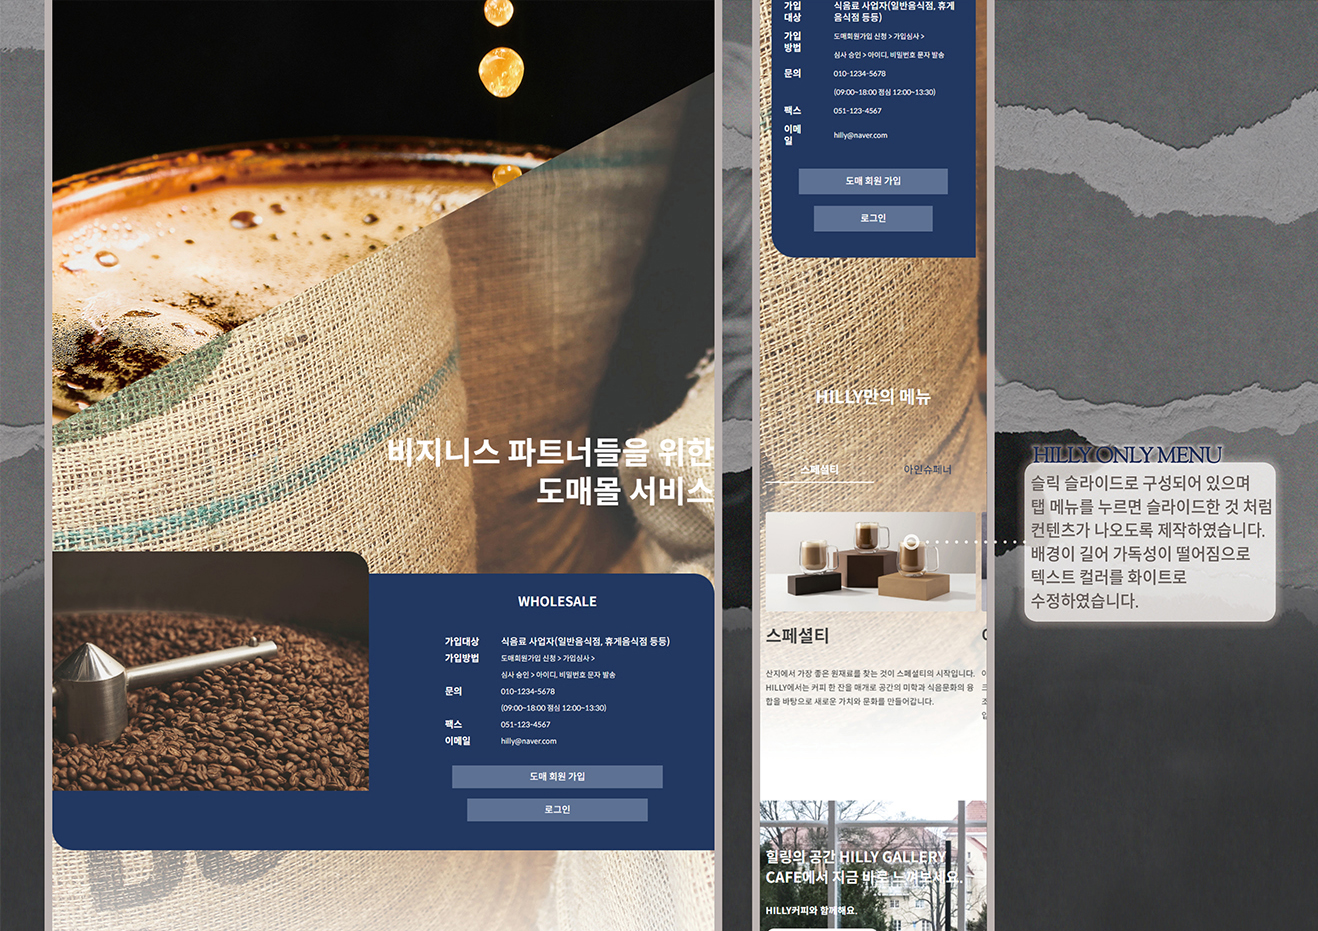 비지니스 파트너들을 위한
도매몰 서비스
WHOLESALE
가입대상 식음료 사업자(일반음식점, 휴게음식점 등등)
가입방법 도매회원가입 신청 > 가입심사 >
심사 승인 > 아이디, 비밀번호 문자 발송
문의 010-1234-5678
(09:00~18:00 점심 12:00~13:30)
팩스 051-123-4567
이메일 hilly@naver.com
도매 회원 가입
로그인
가입 식음료 사업자(일반음식점, 휴게
대상 음식점 등등)
가입 도매회원가입 신청 > 가입심사 >
방법
심사 승인 > 아이디, 비밀번호 문자 발송
문의 010-1234-5678
(09:00~18:00 점심 12:00~13:30)
팩스 051-123-4567
이메
일 hilly@naver.com
도매 회원 가입
로그인
HILLY만의 메뉴
스페셜티 아인슈페너
스페셜티
산지에서 가장 좋은 원재료를 찾는 것이 스페셜티의 시작입니다.
HILLY에서는 커피 한 잔을 매개로 공간의 미학과 식음문화의 융
합을 바탕으로 새로운 가치와 문화를 만들어갑니다.
힐링의 공간 HILLY GALLERY
CAFE에서 지금 바로 느껴보세요.
HILLY커피와 함께해요.
HILLY ONLY MENU
슬릭 슬라이드로 구성되어 있으며
탭 메뉴를 누르면 슬라이드한 것 처럼
컨텐츠가 나오도록 제작하였습니다.
배경이 길어 가독성이 떨어짐으로
텍스트 컬러를 화이트로
수정하였습니다.